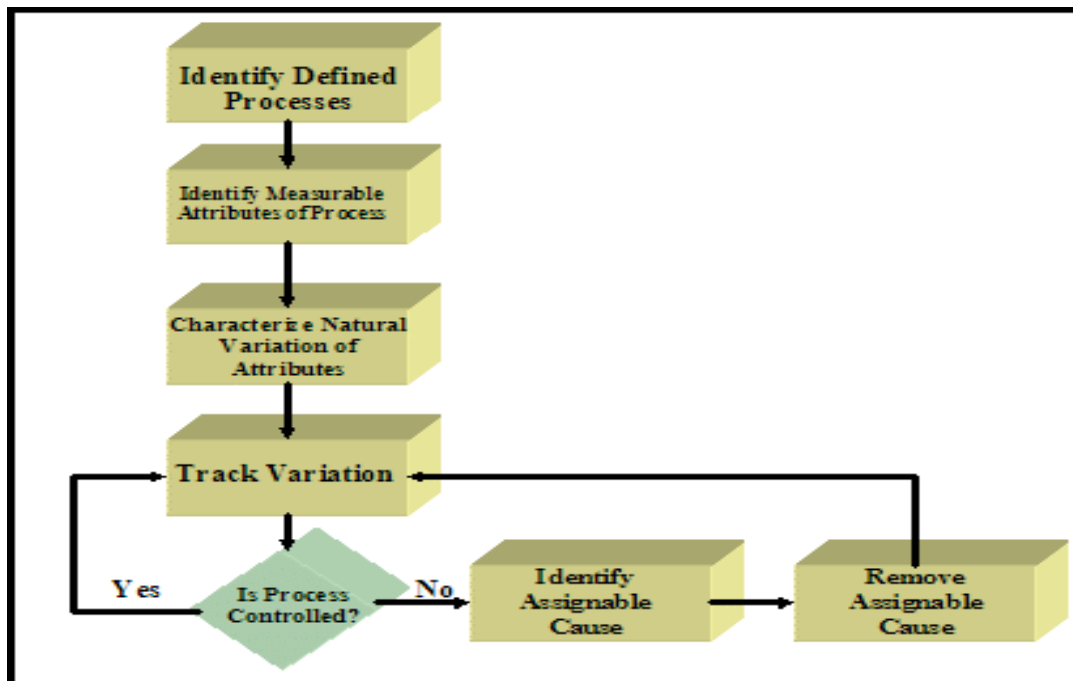 Identify Defined
Processes
Identify Measurable
Attributes of Process
Characterize Natural
Variation of
Attributes
Track Variation
Yes
Is Process
Controlled?
No
Identify
Assignable
Cause
Remove
Assignable
Cause